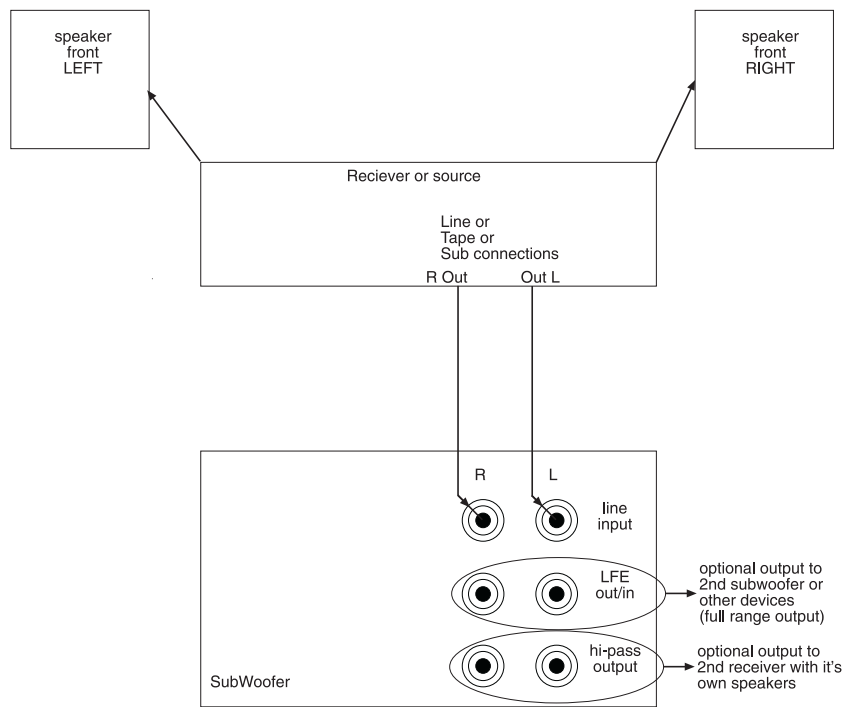 speaker
front
LEFT
speaker
front
RIGHT
Reciever or source
Line or
Tape or
Sub connections
R Out
Out L
R
L
line
input
LFE
out/in
optional output to
2nd subwoofer or
other devices
(full range output)
hi-pass
output
optional output to
2nd receiver with it's
own speakers
SubWoofer